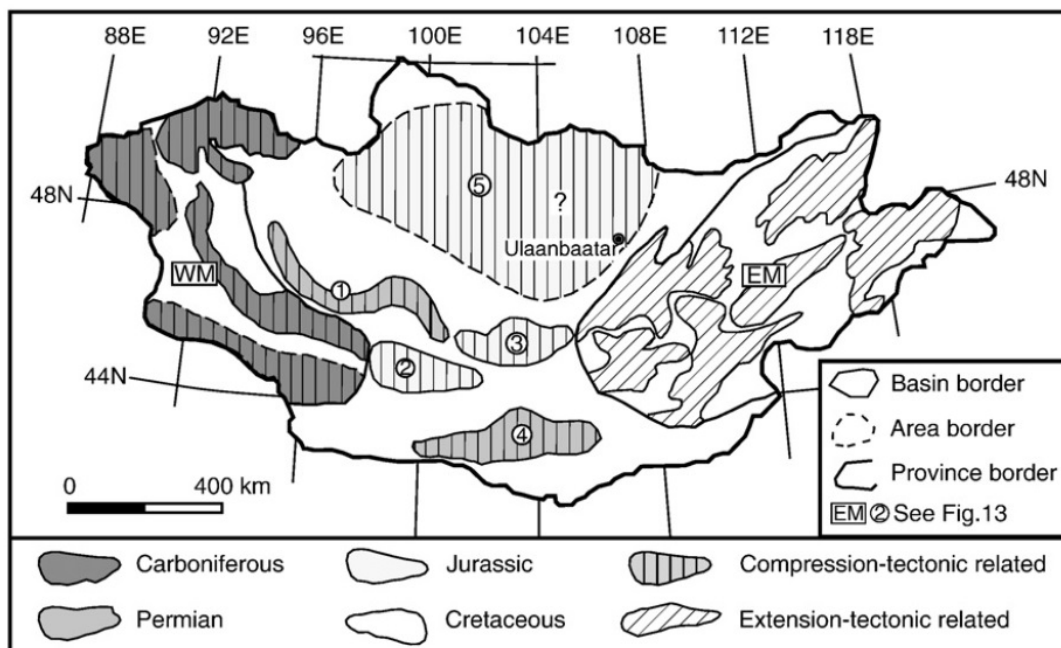 88E 92E 96E 100E 104E 108E 112E 118E
48N
48N
⑤
?
Ulaanbaatar
WM
EM
①
③
②
44N
④
0 400 km
Basin border
Area border
Province border
EM ② See Fig.13
Carboniferous Jurassic Compression-tectonic related
Permian Cretaceous Extension-tectonic related